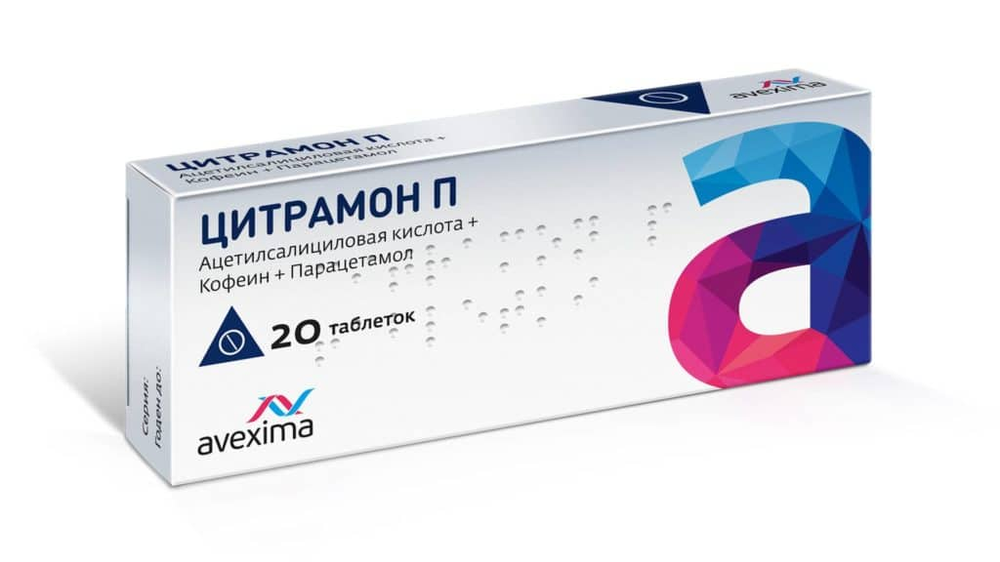 ЦИТРАМОН П
Ацетилсалициловая кислота +
Кофеин + Парацетамол
avexima
ЦИТРАМОН П
Ацетилсалициловая кислота +
Кофеин + Парацетамол
20 таблеток
avexima
Серия:
Годен до: